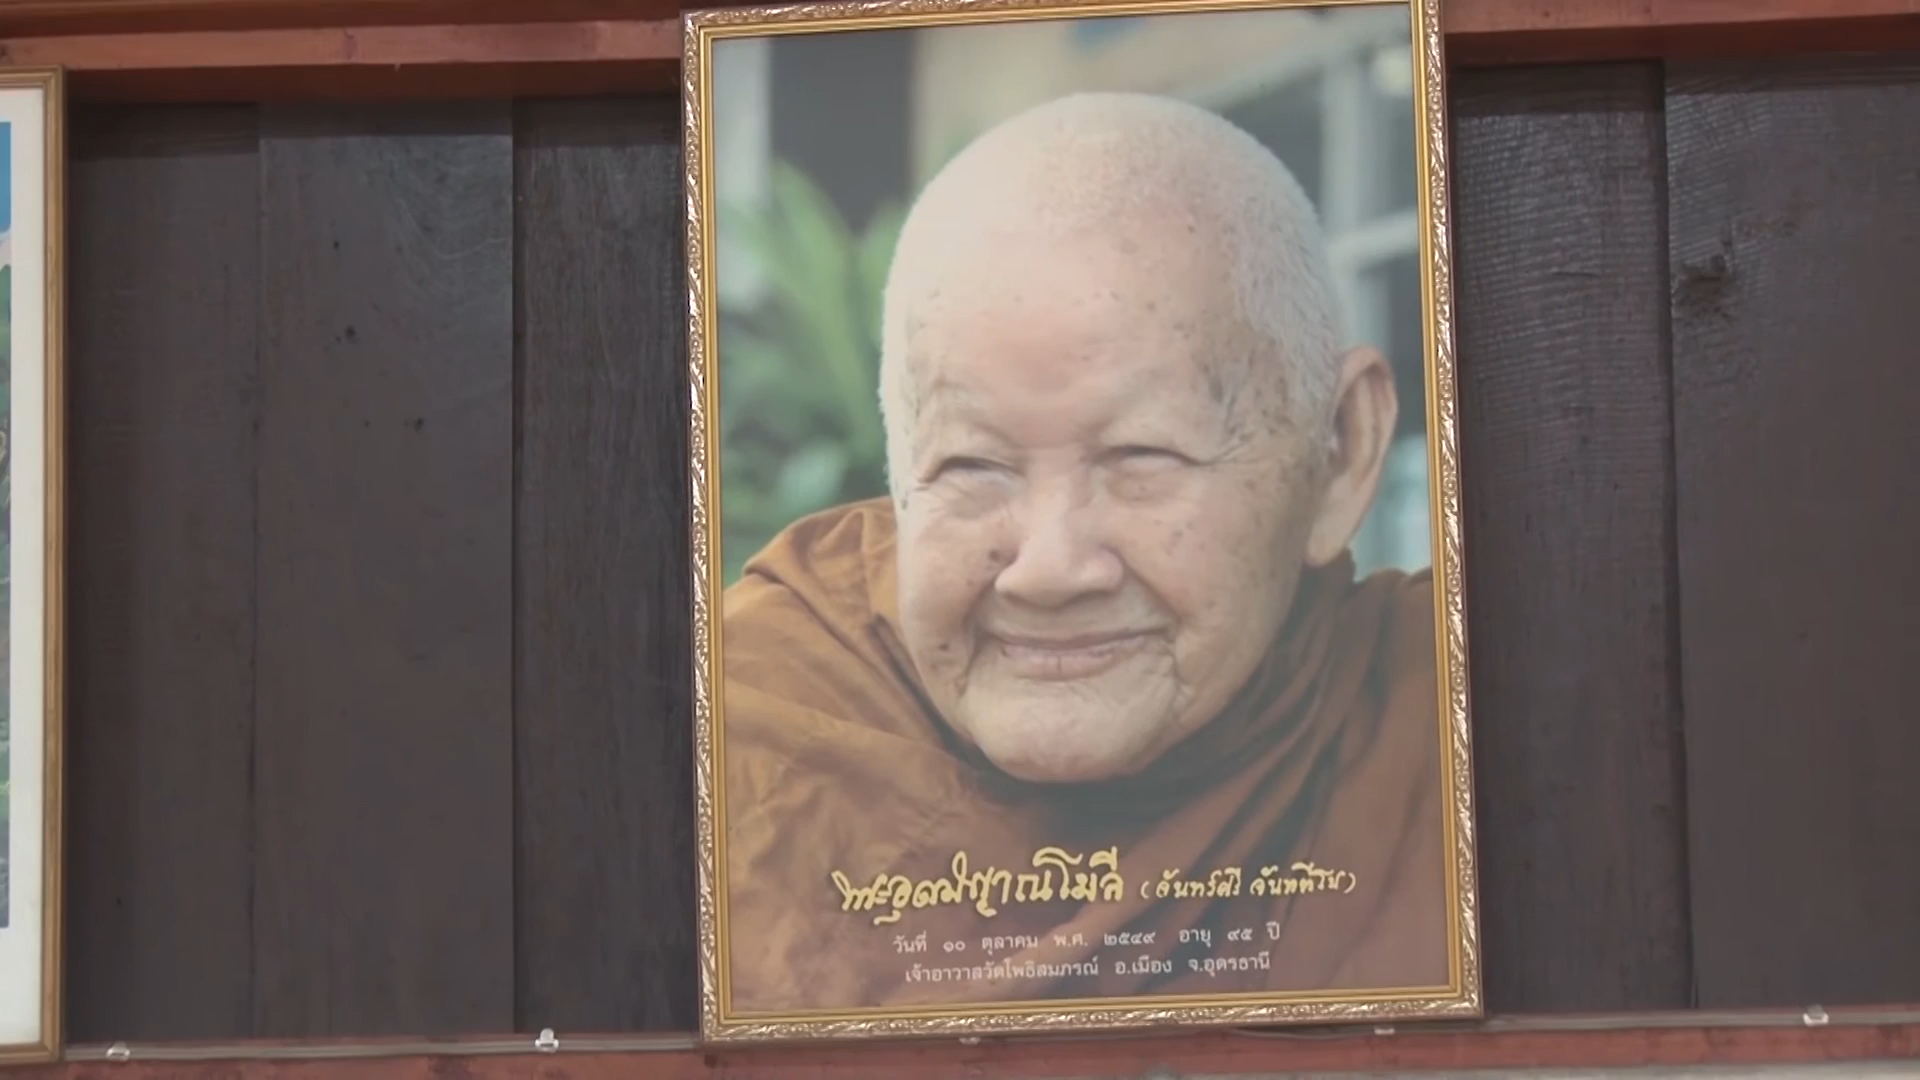 พระอุดมญาณโมลี (จันทร์ศรี จันททีโป)
วันที่ ๑๐ ตุลาคม พ.ศ. ๒๕๔๙ อายุ ๙๕ ปี
เจ้าอาวาสวัดโพธิสมภรณ์ อ.เมือง จ.อุดรธานี